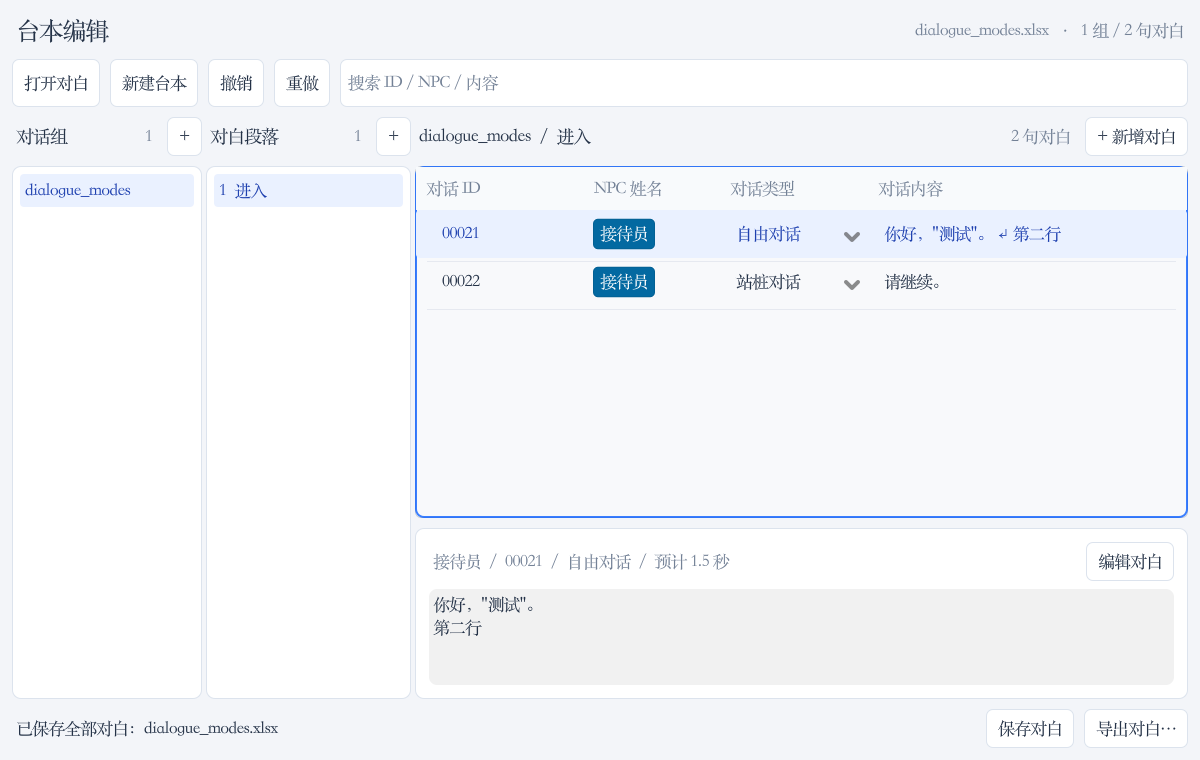 台本编辑
dialogue_modes.xlsx · 1 组 / 2 句对白
打开对白 新建台本 撤销 重做 搜索 ID / NPC / 内容
对话组 1 + 对白段落 1 + dialogue_modes / 进入 2 句对白 + 新增对白
dialogue_modes
1 进入
对话 ID NPC 姓名 对话类型 对话内容
00021 接待员 自由对话 你好，"测试"。 ↲ 第二行
00022 接待员 站桩对话 请继续。
接待员 / 00021 / 自由对话 / 预计 1.5 秒 编辑对白
你好，"测试"。
第二行
已保存全部对白：dialogue_modes.xlsx 保存对白 导出对白…